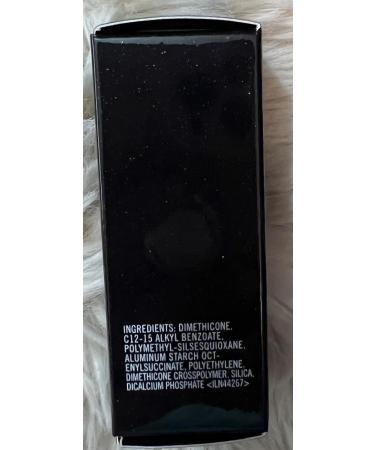 INGREDIENTS: DIMETHICONE,
C12-15 ALKYL BENZOATE,
POLYMETHYL-SILSESQUIOXANE,
ALUMINUM STARCH OCT-
ENYLSUCCINATE, POLYETHYLENE,
DIMETHICONE CROSSPOLYMER, SILICA,
DICALCIUM PHOSPHATE <ILN44267>